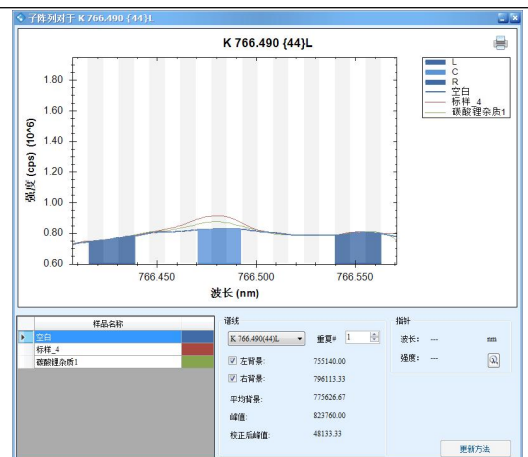 子阵列对于 K 766.490 {44}L
K 766.490 {44}L
L
C
R
空白
标样_4
碳酸锂杂质1
强度 (cps) (10^6)
1.80
1.60
1.40
1.20
1.00
0.80
0.60
766.450
766.500
766.550
波长 (nm)
样品名称
空白
标样_4
碳酸锂杂质1
谱线
K 766.490{44}L
重复# 1
左背景: 755140.00
右背景: 796113.33
平均背景: 775626.67
峰值: 823760.00
校正后峰值: 48133.33
指针
波长: --- nm
强度: ---
更新方法